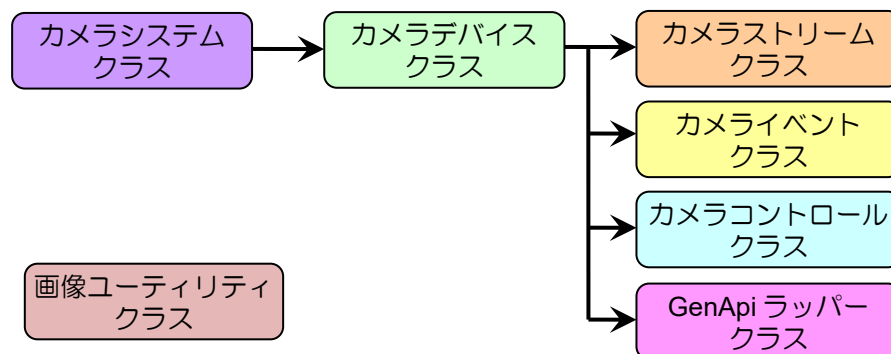 カメラシステム
クラス
カメラデバイス
クラス
カメラストリーム
クラス
カメライベント
クラス
カメラコントロール
クラス
GenApi ラッパー
クラス
画像ユーティリティ
クラス